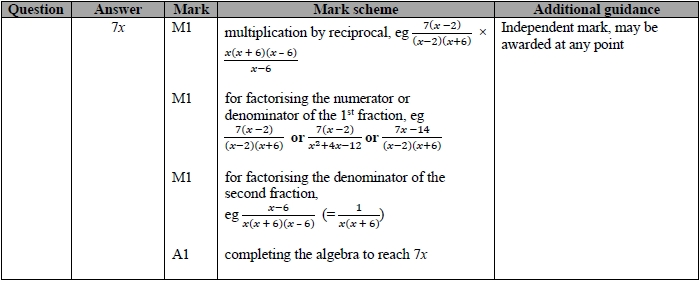 Question Answer Mark Mark scheme Additional guidance
7x M1 multiplication by reciprocal, eg 7(x −2)/(x−2)(x+6) × Independent mark, may be
x(x + 6)(x − 6)/x−6 awarded at any point
M1 for factorising the numerator or
denominator of the 1st fraction, eg
7(x −2)/(x−2)(x+6) or 7(x −2)/x²+4x−12 or 7x −14/(x−2)(x+6)
M1 for factorising the denominator of the
second fraction,
eg x−6/x(x + 6)(x − 6) (= 1/x(x + 6))
A1 completing the algebra to reach 7x